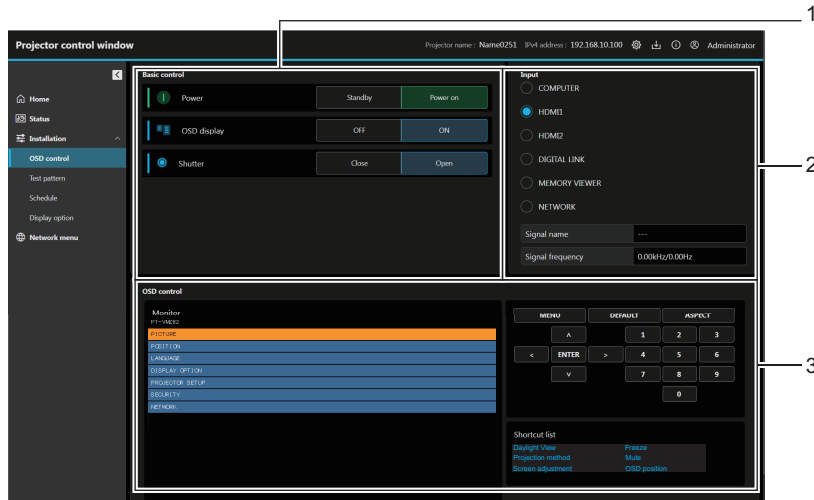 1
Projector control window
Projector name : Name0251 IPv4 address : 192.168.10.100 Administrator
Home
Status
Installation
OSD control
Test pattern
Schedule
Display option
Network menu
Basic control
Power Standby Power on
OSD display OFF ON
Shutter Close Open
Input
COMPUTER
HDMI1
HDMI2
DIGITAL LINK
MEMORY VIEWER
NETWORK
Signal name ---
Signal frequency 0.00kHz/0.00Hz
2
OSD control
Monitor
PT-VMZ82
PICTURE
POSITION
LANGUAGE
DISPLAY OPTION
PROJECTOR SETUP
SECURITY
NETWORK
MENU DEFAULT ASPECT
˄ 1 2 3
< ENTER > 4 5 6
˅ 7 8 9
0
3
Shortcut list
Daylight View Freeze
Projection method Mute
Screen adjustment OSD position